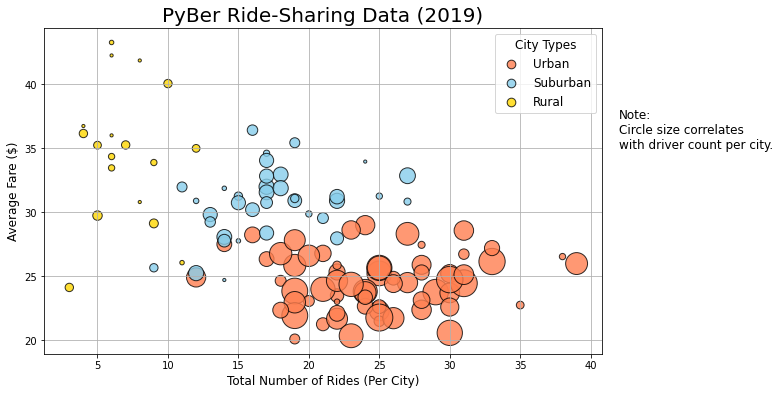 PyBer Ride-Sharing Data (2019)
City Types
Urban
Suburban
Rural
Note:
Circle size correlates
with driver count per city.
Average Fare ($)
40
35
30
25
20
5
10
15
20
25
30
35
40
Total Number of Rides (Per City)